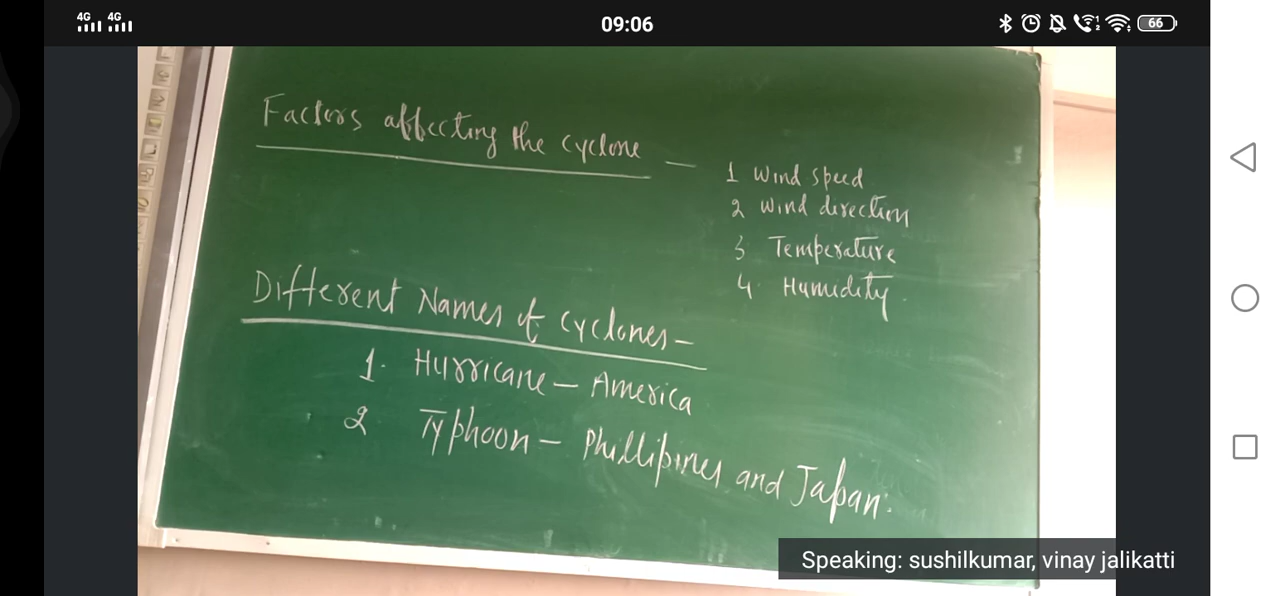 4G 4G
09:06
66
Factors affecting the cyclone —
1 Wind speed
2 Wind direction
3 Temperature
4. Humidity.
Different Names of cyclones —
1. Hurricane — America
2 Typhoon — Phillipines and Japan.
Speaking: sushilkumar, vinay jalikatti